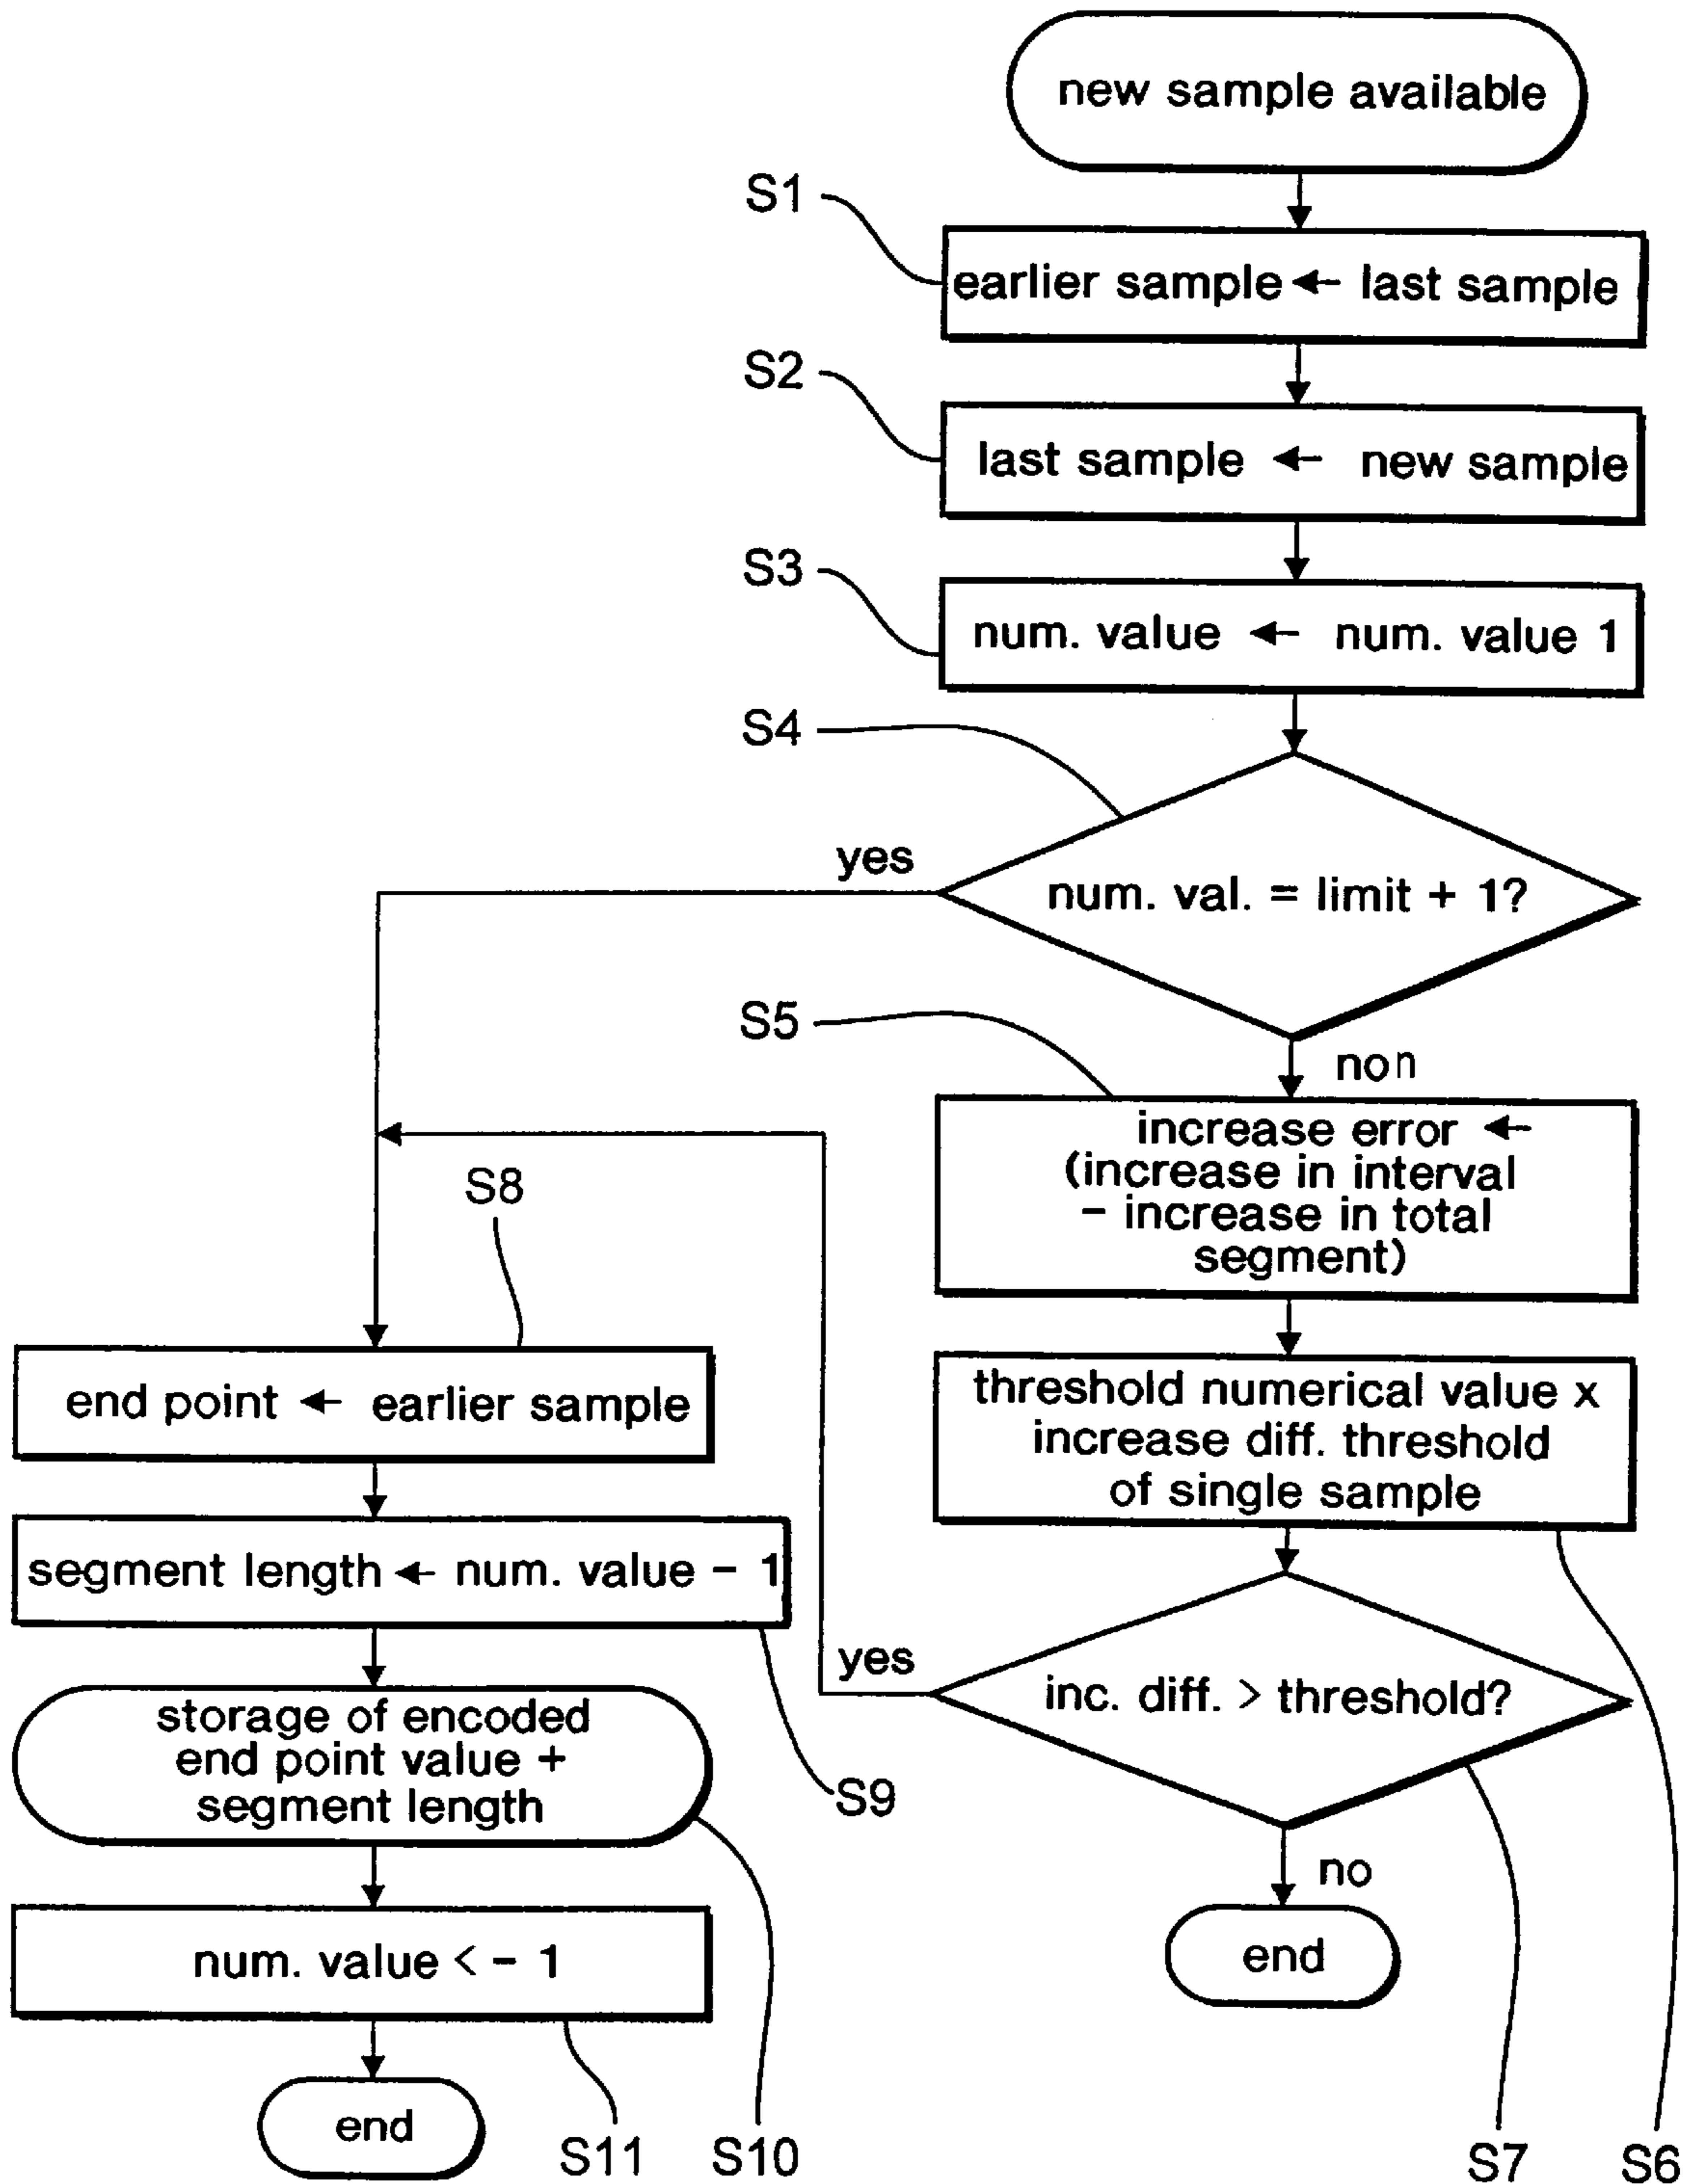 new sample available
S1
earlier sample ← last sample
S2
last sample ← new sample
S3
num. value ← num. value 1
S4
yes
num. val. = limit + 1?
S5
non
increase error ←
(increase in interval
- increase in total
segment)
S8
end point ← earlier sample
threshold numerical value x
increase diff. threshold
of single sample
segment length ← num. value - 1
yes
inc. diff. > threshold?
storage of encoded
end point value +
segment length
S9
no
num. value < - 1
end
end
S11
S10
S7
S6